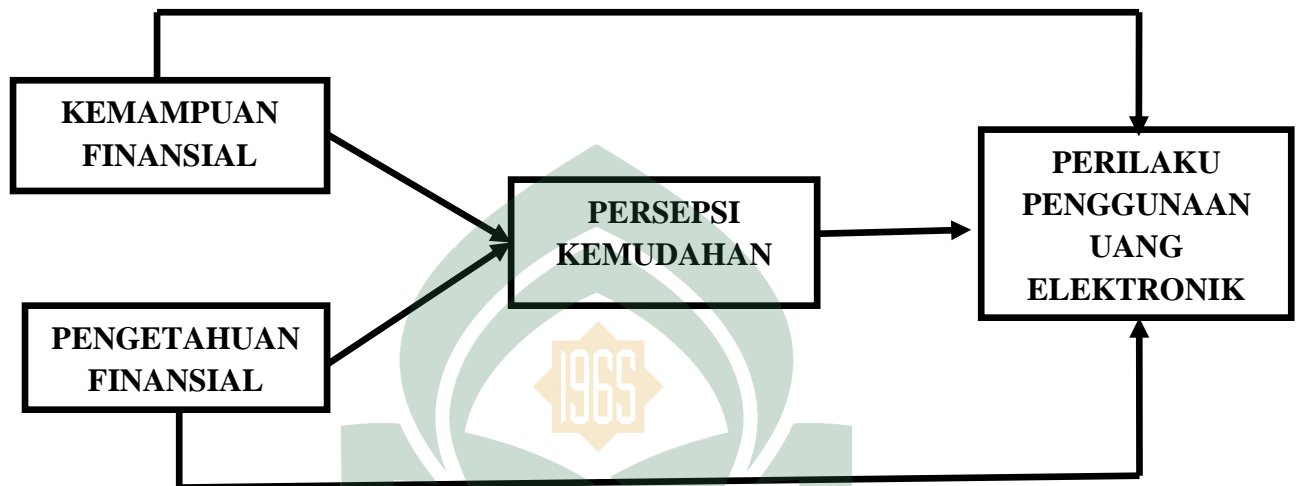 KEMAMPUAN
FINANSIAL
PERSEPSI
KEMUDAHAN
PERILAKU
PENGGUNAAN
UANG
ELEKTRONIK
PENGETAHUAN
FINANSIAL
1965